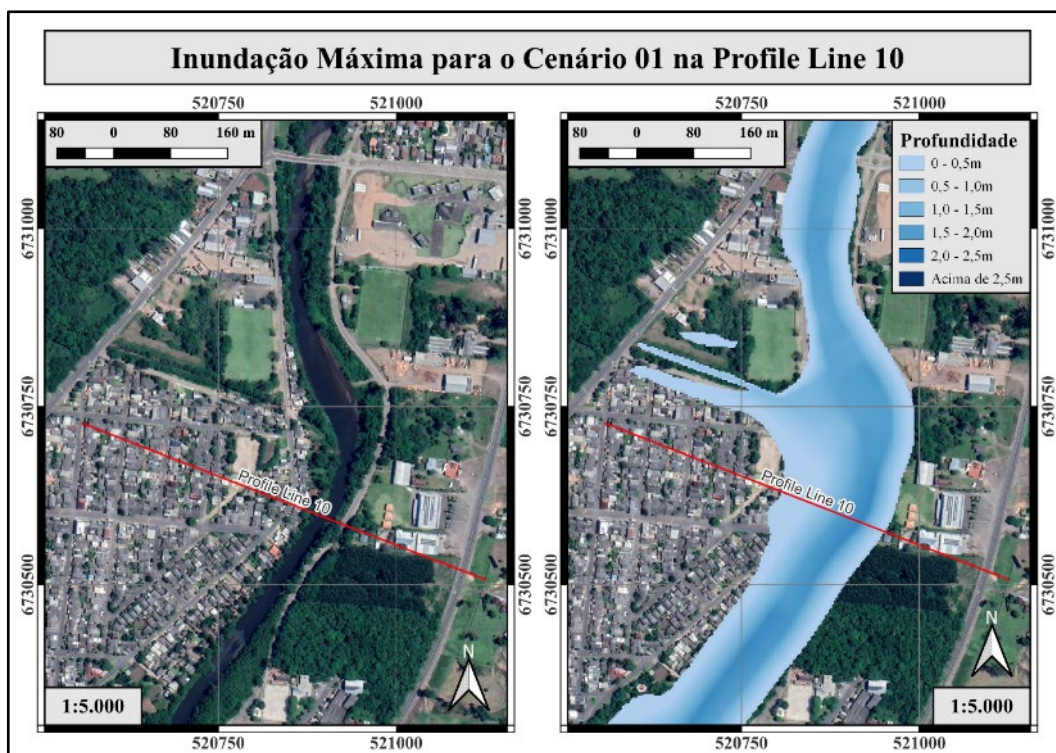 Inundação Máxima para o Cenário 01 na Profile Line 10
520750 521000
80 0 80 160 m
6731000
6730750
6730500
Profile Line 10
N
1:5.000
520750 521000
6731000
6730750
6730500
520750 521000
80 0 80 160 m
Profundidade
0 - 0,5m
0,5 - 1,0m
1,0 - 1,5m
1,5 - 2,0m
2,0 - 2,5m
Acima de 2,5m
6731000
6730750
6730500
Profile Line 10
N
1:5.000
520750 521000
6731000
6730750
6730500